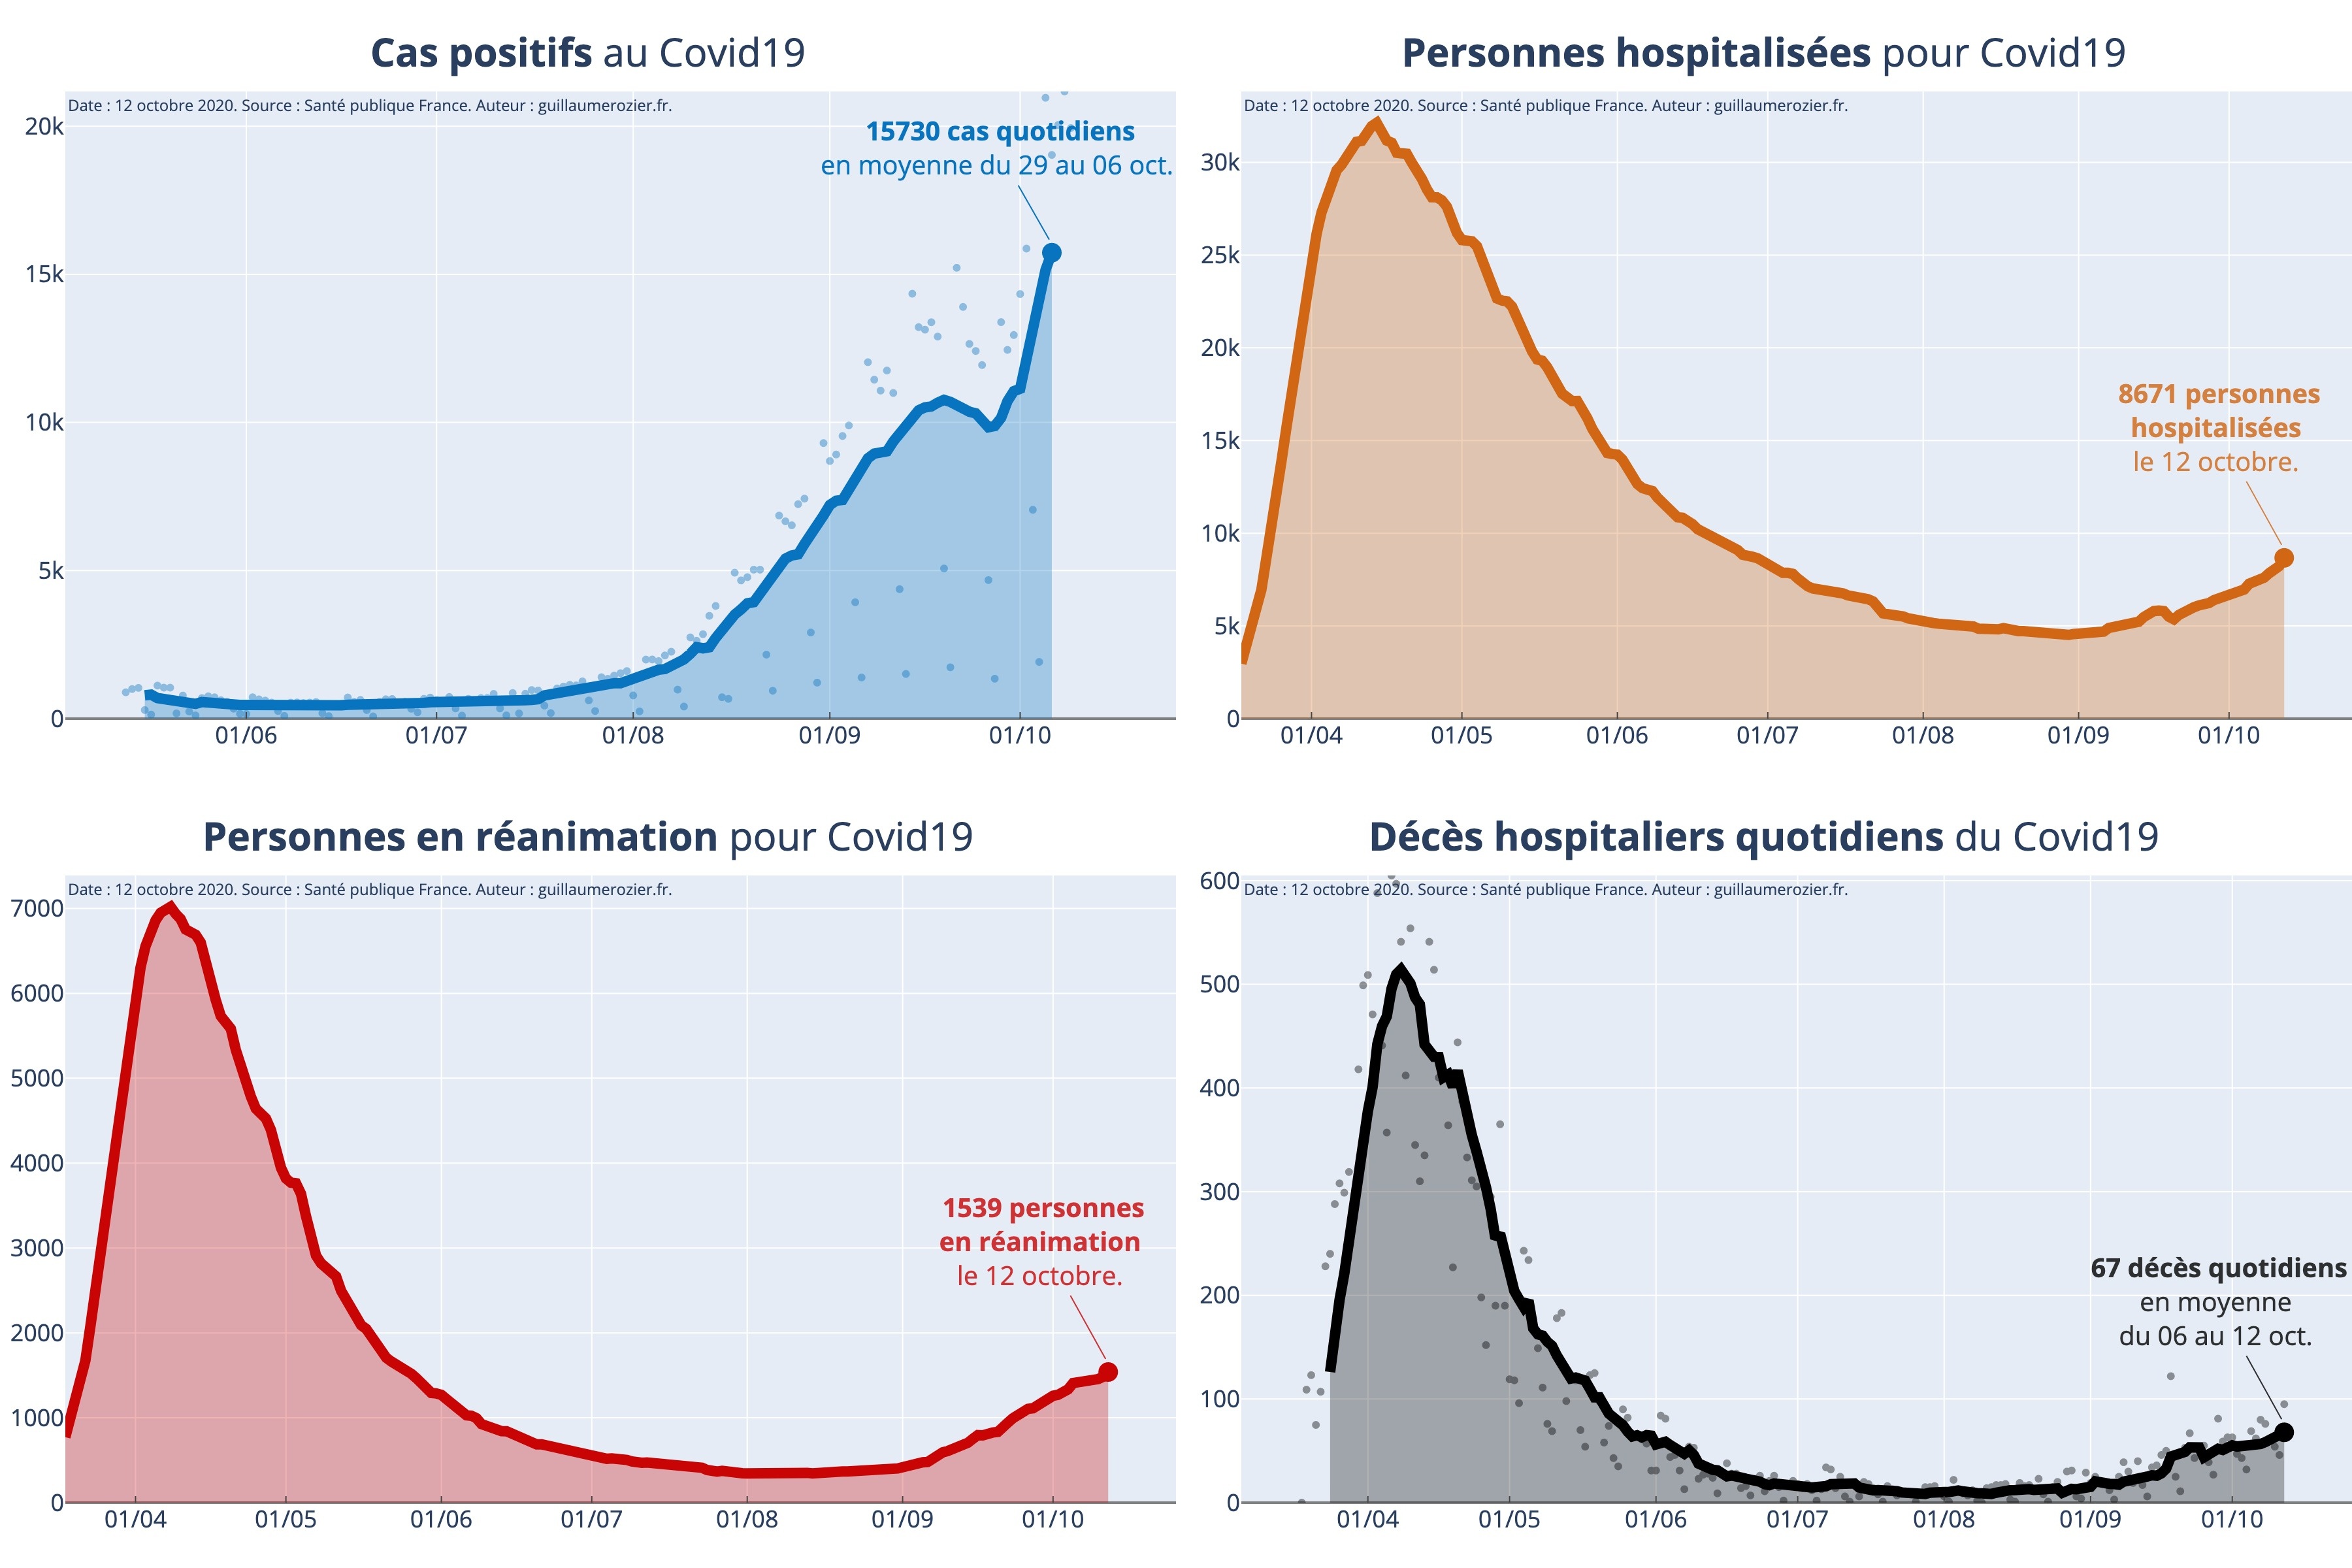 Cas positifs au Covid19
Date : 12 octobre 2020. Source : Santé publique France. Auteur : guillaumerozier.fr.
15730 cas quotidiens
en moyenne du 29 au 06 oct.
20k
15k
10k
5k
0
01/06 01/07 01/08 01/09 01/10
Personnes hospitalisées pour Covid19
Date : 12 octobre 2020. Source : Santé publique France. Auteur : guillaumerozier.fr.
30k
25k
20k
15k
10k
5k
0
8671 personnes
hospitalisées
le 12 octobre.
01/04 01/05 01/06 01/07 01/08 01/09 01/10
Personnes en réanimation pour Covid19
Date : 12 octobre 2020. Source : Santé publique France. Auteur : guillaumerozier.fr.
7000
6000
5000
4000
3000
2000
1000
0
1539 personnes
en réanimation
le 12 octobre.
01/04 01/05 01/06 01/07 01/08 01/09 01/10
Décès hospitaliers quotidiens du Covid19
Date : 12 octobre 2020. Source : Santé publique France. Auteur : guillaumerozier.fr.
600
500
400
300
200
100
0
67 décès quotidiens
en moyenne
du 06 au 12 oct.
01/04 01/05 01/06 01/07 01/08 01/09 01/10